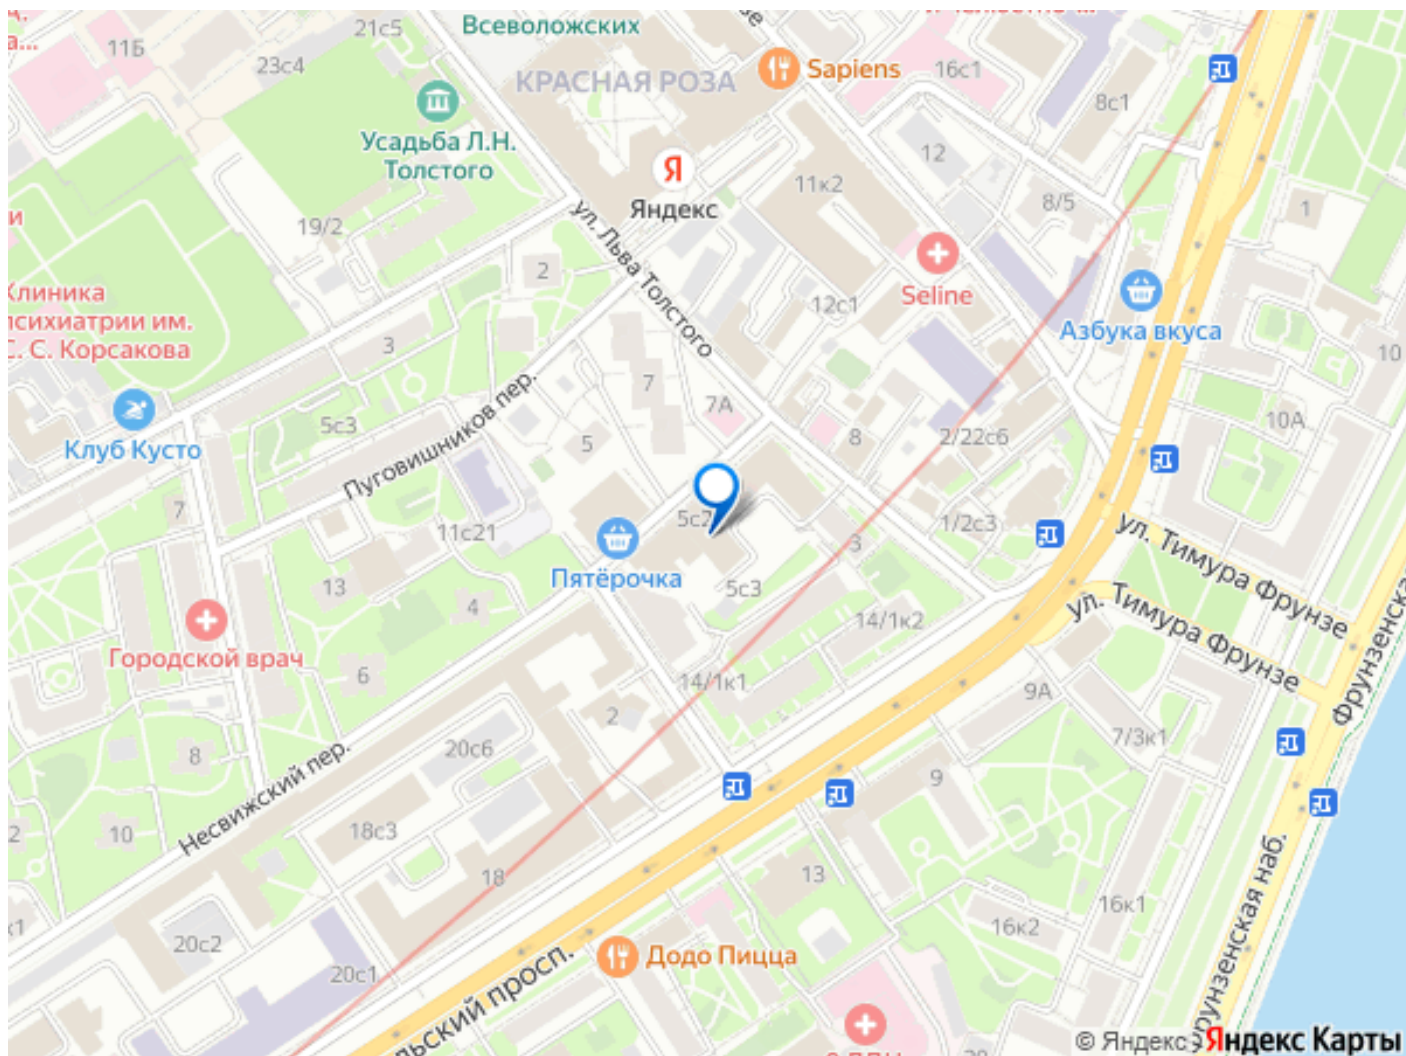 21с5
Всеволожских
11Б
23с4
КРАСНАЯ РОЗА
Sapiens
16с1
8с1
Усадьба Л.Н.
Толстого
12
11к2
Яндекс
8/5
1
19/2
ул. Льва Толстого
2
Seline
12с1
Клиника
психиатрии им.
С. С. Корсакова
Азбука вкуса
3
10
7
7А
10А
Пуговишников пер.
5с3
Клуб Кусто
5
8
2/22с6
7
5с2
1/2с3
11с21
3
ул. Тимура Фрунзе
Пятёрочка
13
5с3
4
14/1к2
ул. Тимура Фрунзе
Городской врач
6
14/1к1
9А
2
7/3к1
20с6
8
9
Несвижский пер.
18с3
10
2
18
13
16к1
16к2
Фрунзенская наб.
20с2
20с1
Додо Пицца
© Яндекс
Яндекс Карты